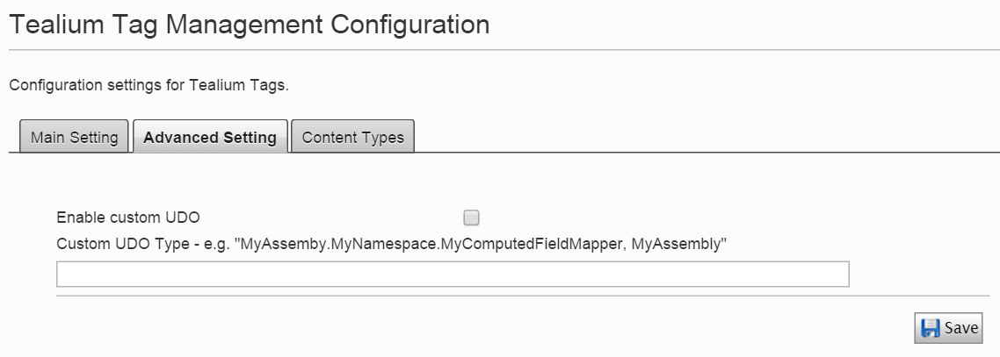 Tealium Tag Management Configuration
Configuration settings for Tealium Tags.
Main Setting Advanced Setting Content Types
Enable custom UDO
Custom UDO Type - e.g. "MyAssemby.MyNamespace.MyComputedFieldMapper, MyAssembly"
Save